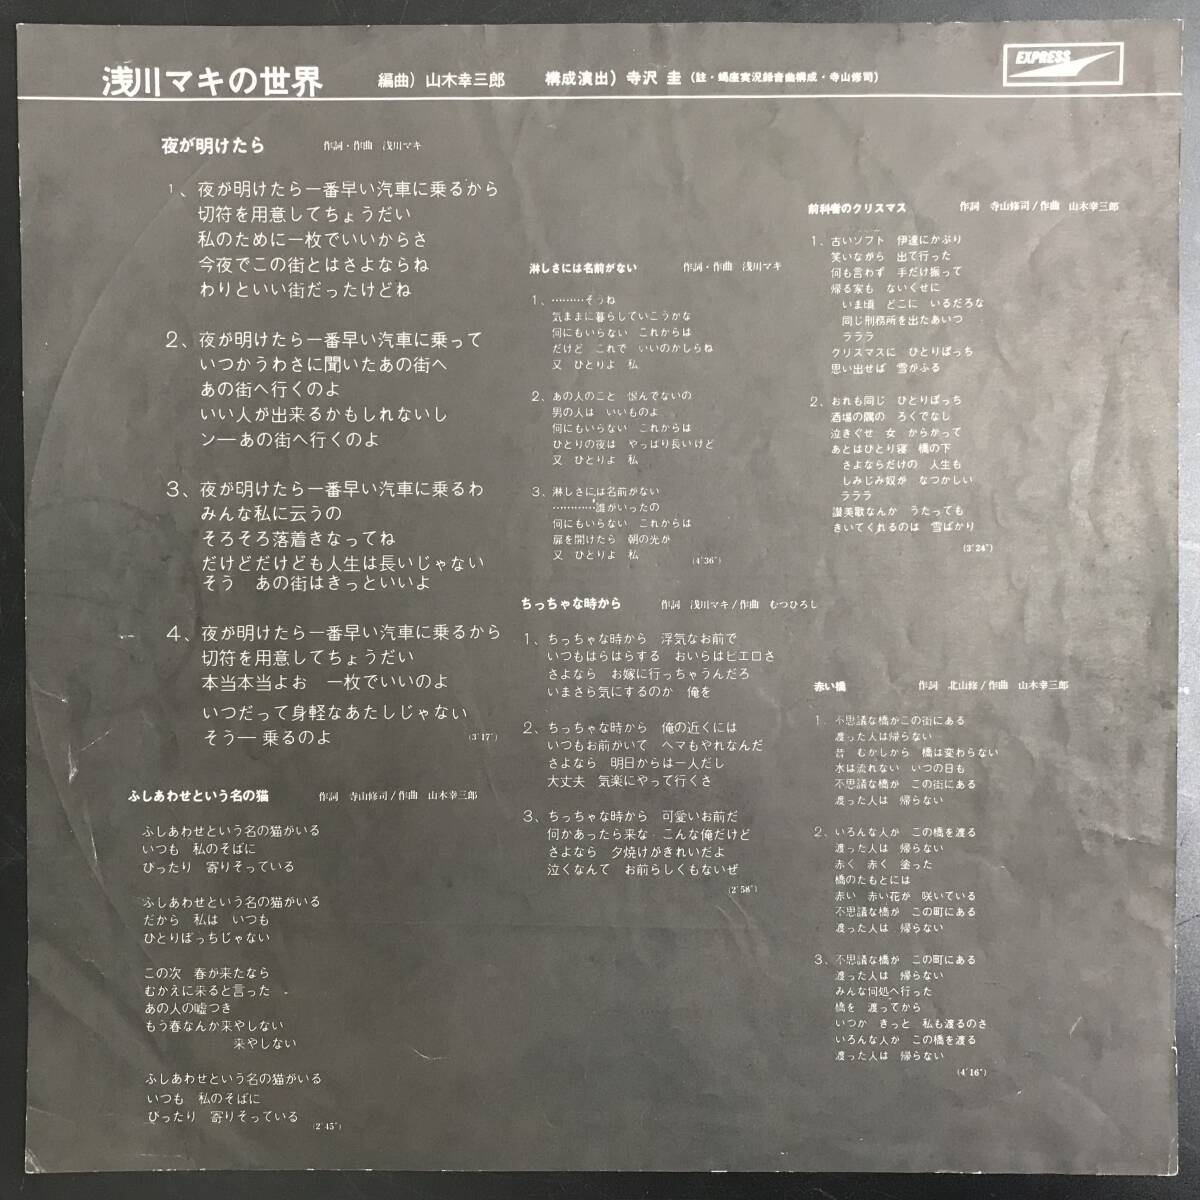 浅川マキの世界 編曲)山木幸三郎 構成演出)寺沢 圭(註・蝎座実況録音曲構成・寺山修司)
EXPRESS
夜が明けたら 作詞・作曲 浅川マキ
1、夜が明けたら一番早い汽車に乗るから
切符を用意してちょうだい
私のために一枚でいいからさ
今夜でこの街とはさよならね
わりといい街だったけどね
2、夜が明けたら一番早い汽車に乗って
いつかうわさに聞いたあの街へ
あの街へ行くのよ
いい人が出来るかもしれないし
ンーあの街へ行くのよ
3、夜が明けたら一番早い汽車に乗るわ
みんな私に云うの
そろそろ落着きなってね
だけどだけども人生は長いじゃない
そう あの街はきっといいよ
4、夜が明けたら一番早い汽車に乗るから
切符を用意してちょうだい
本当本当よお 一枚でいいのよ
いつだって身軽なあたしじゃない
そうー乗るのよ
(3'17")
ふしあわせという名の猫 作詞 寺山修司/作曲 山木幸三郎
ふしあわせという名の猫がいる
いつも 私のそばに
ぴったり 寄りそっている
ふしあわせという名の猫がいる
だから 私は いつも
ひとりぼっちじゃない
この次 春が来たなら
むかえに来ると言った
あの人の嘘つき
もう春なんか来やしない
来やしない
ふしあわせという名の猫がいる
いつも 私のそばに
ぴったり 寄りそっている
(2'45")
淋しさには名前がない 作詞・作曲 浅川マキ
1、………そうね
気ままに暮らしていこうかな
何にもいらない これからは
だけど これで いいのかしらね
又 ひとりよ 私
2、あの人のこと 恨んでないの
男の人は いいものよ
何にもいらない これからは
ひとりの夜は やっぱり長いけど
又 ひとりよ 私
3、淋しさには名前がない
…………誰がいったの
何にもいらない これからは
扉を開けたら 朝の光が
又 ひとりよ 私
(4'36")
ちっちゃな時から 作詞 浅川マキ/作曲 むつひろし
1、ちっちゃな時から 浮気なお前で
いつもはらはらする おいらはピエロさ
さよなら お嫁に行っちゃうんだろ
いまさら気にするのか 俺を
2、ちっちゃな時から 俺の近くには
いつもお前がいて ヘマもやれなんだ
さよなら 明日からは一人だし
大丈夫 気楽にやって行くさ
3、ちっちゃな時から 可愛いお前だ
何かあったら来な こんな俺だけど
さよなら 夕焼けがきれいだよ
泣くなんて お前らしくもないぜ
(2'58")
前科者のクリスマス 作詞 寺山修司/作曲 山木幸三郎
1. 古いソフト 伊達にかぶり
笑いながら 出て行った
何も言わず 手だけ振って
帰る家も ないくせに
いま頃 どこに いるだろな
同じ刑務所を出たあいつ
ラララ
クリスマスに ひとりぼっち
思い出せば 雪がふる
2. おれも同じ ひとりぼっち
酒場の隅の ろくでなし
泣きぐせ 女 からかって
あとはひとり寝 橋の下
さよならだけの 人生も
しみじみ奴が なつかしい
ラララ
讃美歌なんか うたっても
きいてくれるのは 雪ばかり
(3'24")
赤い橋 作詞 北山修/作曲 山木幸三郎
1. 不思議な橋がこの街にある
渡った人は帰らない
昔 むかしから 橋は変わらない
水は流れない いつの日も
不思議な橋が この街にある
渡った人は 帰らない
2. いろんな人が この橋を渡る
渡った人は 帰らない
赤く 赤く 塗った
橋のたもとには
赤い 赤い花が 咲いている
不思議な橋が この町にある
渡った人は 帰らない
3. 不思議な橋が この町にある
渡った人は 帰らない
みんな何処へ行った
橋を 渡ってから
いつか きっと 私も渡るのさ
いろんな人が この橋を渡る
渡った人は 帰らない
(4'16")